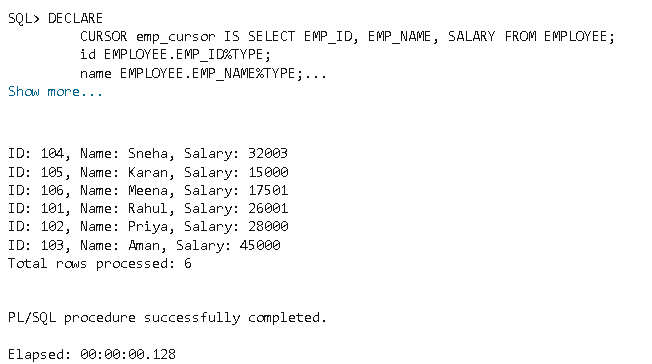 SQL> DECLARE
CURSOR emp_cursor IS SELECT EMP_ID, EMP_NAME, SALARY FROM EMPLOYEE;
id EMPLOYEE.EMP_ID%TYPE;
name EMPLOYEE.EMP_NAME%TYPE;...
Show more...
ID: 104, Name: Sneha, Salary: 32003
ID: 105, Name: Karan, Salary: 15000
ID: 106, Name: Meena, Salary: 17501
ID: 101, Name: Rahul, Salary: 26001
ID: 102, Name: Priya, Salary: 28000
ID: 103, Name: Aman, Salary: 45000
Total rows processed: 6
PL/SQL procedure successfully completed.
Elapsed: 00:00:00.128